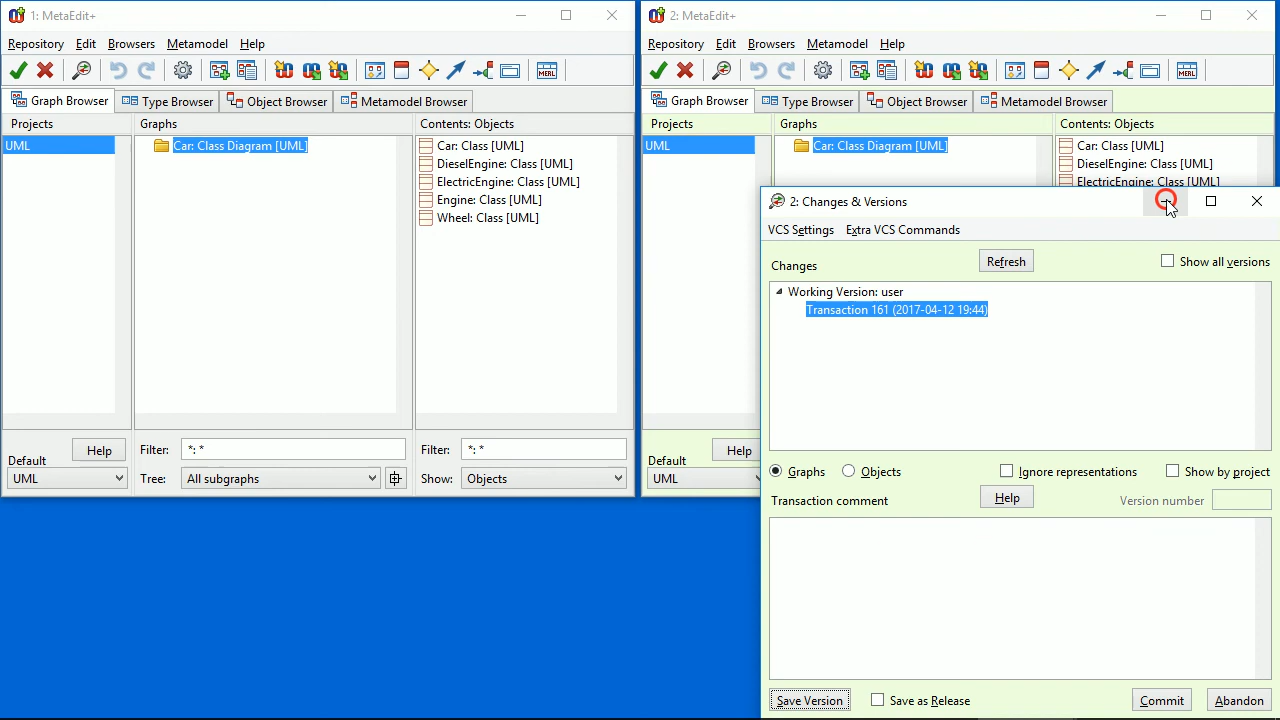 1: MetaEdit+
Repository Edit Browsers Metamodel Help
MERL
Graph Browser Type Browser Object Browser Metamodel Browser
Projects Graphs Contents: Objects
UML
Car: Class Diagram [UML]
Car: Class [UML]
DieselEngine: Class [UML]
ElectricEngine: Class [UML]
Engine: Class [UML]
Wheel: Class [UML]
Help
Default
UML
Filter: *: *
Tree: All subgraphs
Filter: *: *
Show: Objects
2: MetaEdit+
Repository Edit Browsers Metamodel Help
MERL
Graph Browser Type Browser Object Browser Metamodel Browser
Projects Graphs Contents: Objects
UML
Car: Class Diagram [UML]
Car: Class [UML]
DieselEngine: Class [UML]
ElectricEngine: Class [UML]
Help
Default
UML
2: Changes & Versions
VCS Settings Extra VCS Commands
Changes Refresh Show all versions
Working Version: user
Transaction 161 (2017-04-12 19:44)
Graphs Objects Ignore representations Show by project
Transaction comment Help Version number
Save Version Save as Release Commit Abandon